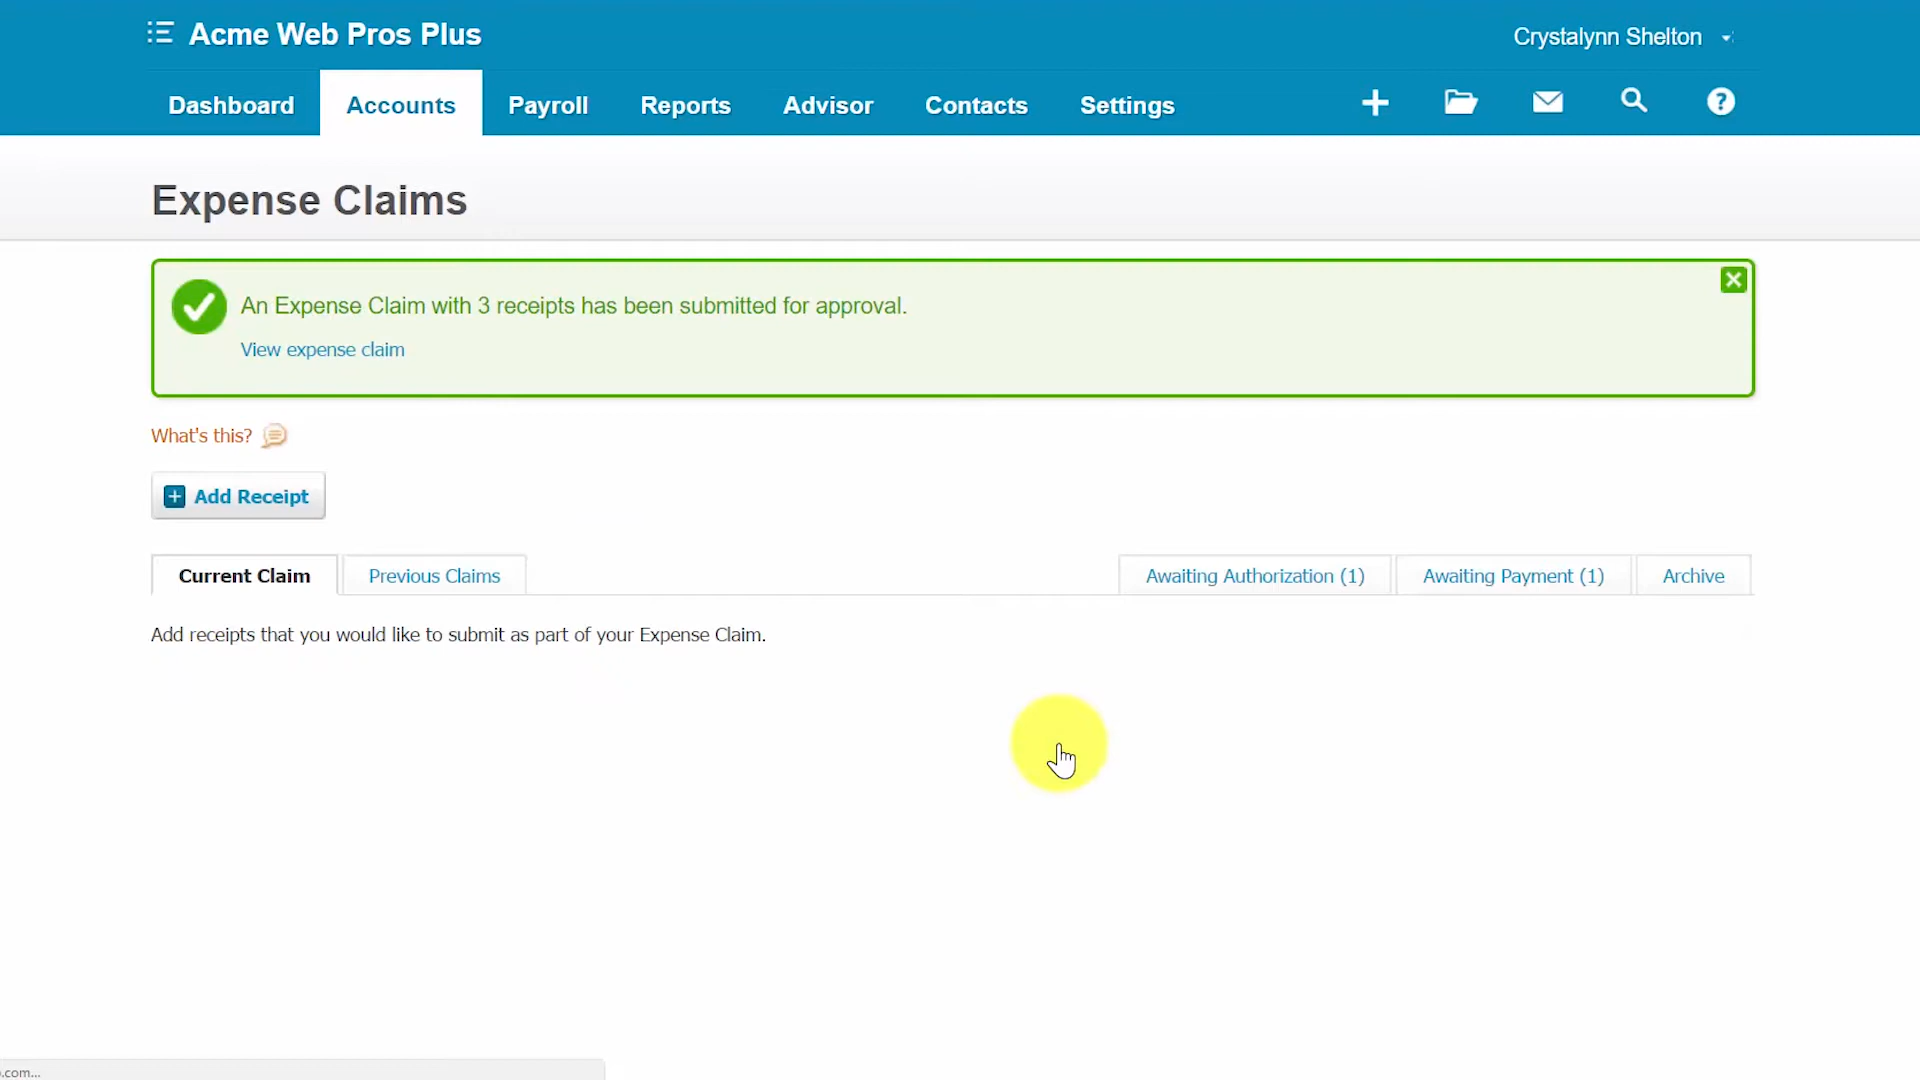 Acme Web Pros Plus
Crystalynn Shelton
Dashboard Accounts Payroll Reports Advisor Contacts Settings
Expense Claims
An Expense Claim with 3 receipts has been submitted for approval.
View expense claim
What's this?
Add Receipt
Current Claim Previous Claims Awaiting Authorization (1) Awaiting Payment (1) Archive
Add receipts that you would like to submit as part of your Expense Claim.
.com...